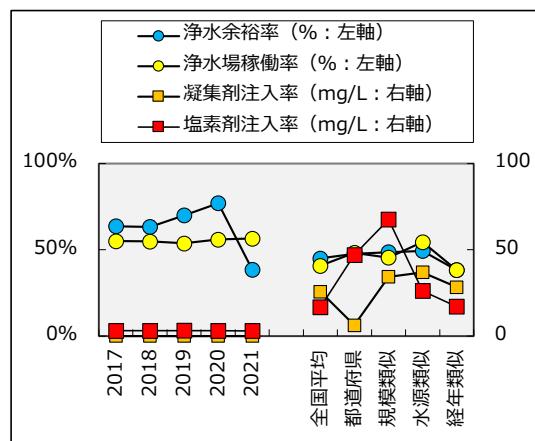 浄水余裕率（%：左軸）
浄水場稼働率（%：左軸）
凝集剤注入率（mg/L：右軸）
塩素剤注入率（mg/L：右軸）
100%
50%
0%
100
50
0
2017
2018
2019
2020
2021
全国平均
都道府県
規模類似
水源類似
経年類似